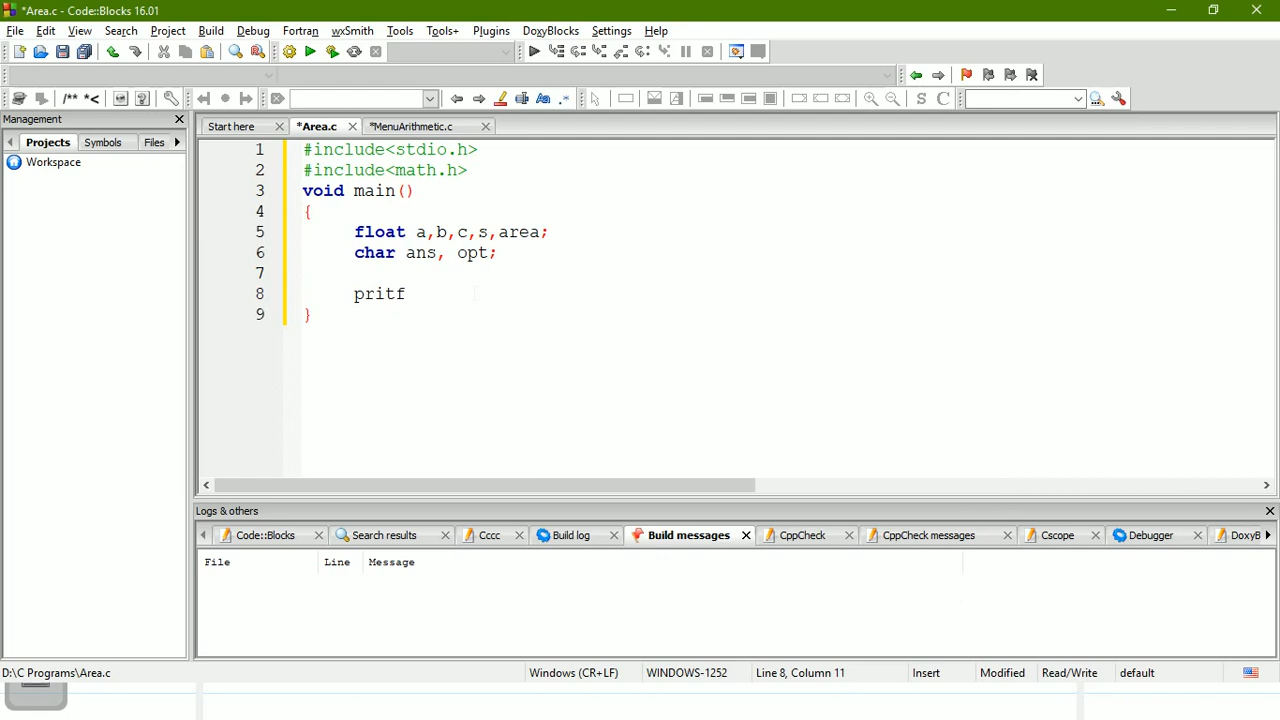 *Area.c - Code::Blocks 16.01
File Edit View Search Project Build Debug Fortran wxSmith Tools Tools+ Plugins DoxyBlocks Settings Help
/** *<
S C
Management
Start here *Area.c *MenuArithmetic.c
Projects Symbols Files
Workspace
1 #include<stdio.h>
2 #include<math.h>
3 void main()
4 {
5 float a,b,c,s,area;
6 char ans, opt;
7
8 pritf
9 }
Logs & others
Code::Blocks Search results Cccc Build log Build messages CppCheck CppCheck messages Cscope Debugger DoxyB
File Line Message
D:\C Programs\Area.c Windows (CR+LF) WINDOWS-1252 Line 8, Column 11 Insert Modified Read/Write default